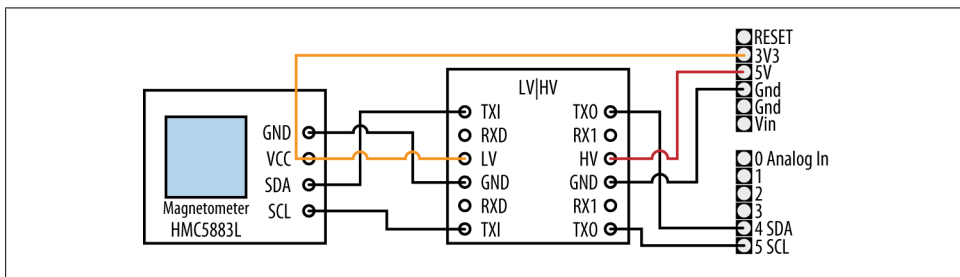 GND
VCC
SDA
SCL
Magnetometer
HMC5883L
LV|HV
TXI
RXD
LV
GND
RXD
TXI
TXO
RX1
HV
GND
RX1
TXO
RESET
3V3
5V
Gnd
Gnd
Vin
0 Analog In
1
2
3
4 SDA
5 SCL